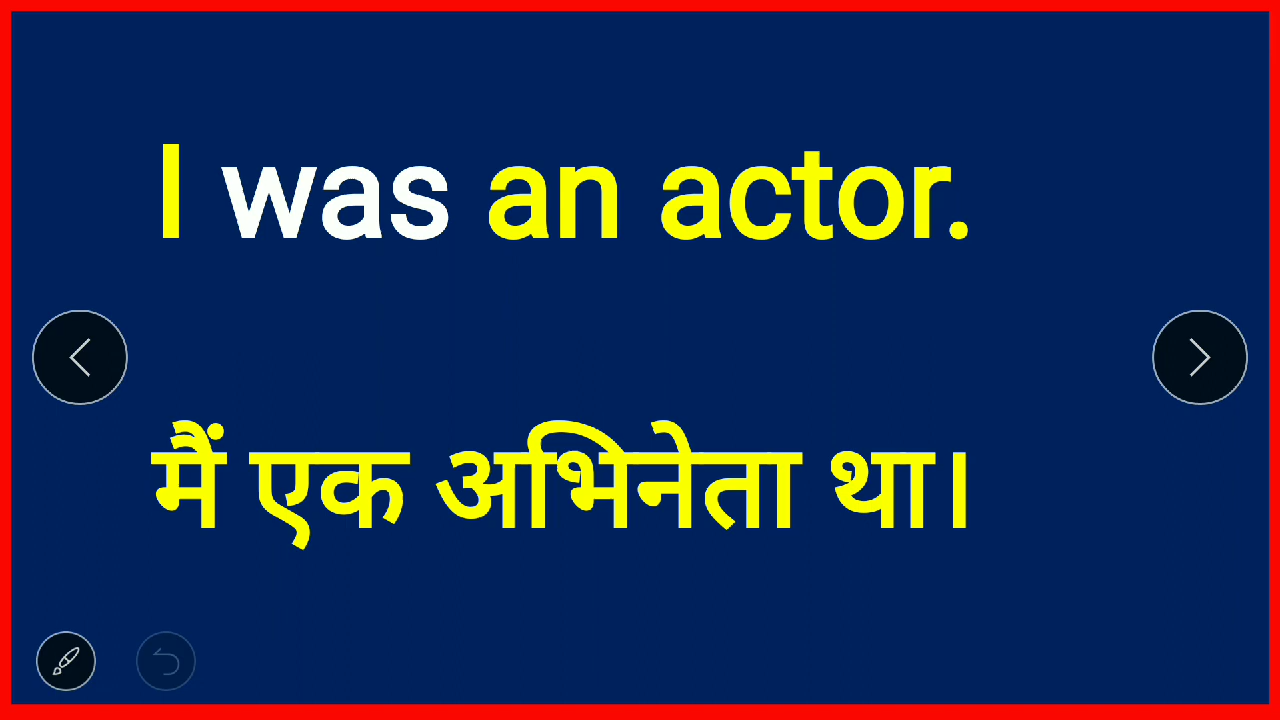 I was an actor.
मैं एक अभिनेता था।